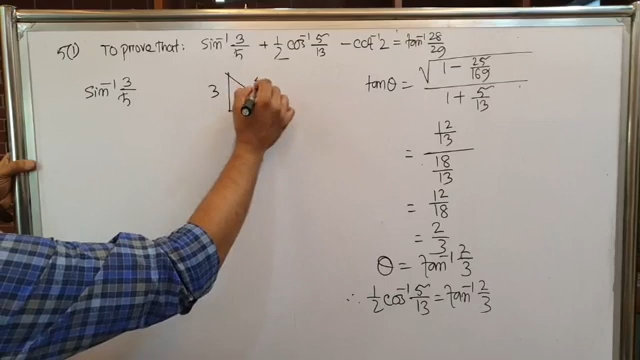 5(1) To prove that: sin⁻¹ 3/5 + 1/2 cos⁻¹ 5/13 - cot⁻¹ 2 = tan⁻¹ 28/29
sin⁻¹ 3/5
3
tanθ = √(1 - 25/169) / (1 + 5/13)
= (12/13) / (18/13)
= 12/18
= 2/3
θ = tan⁻¹ 2/3
∴ 1/2 cos⁻¹ 5/13 = tan⁻¹ 2/3